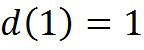 d(1) = 1